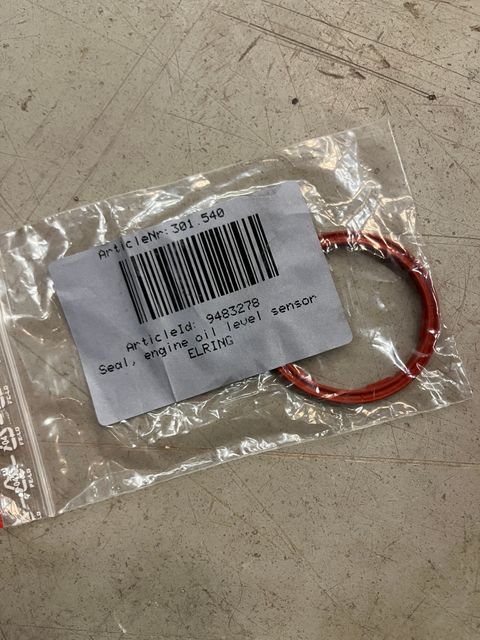 ArticleNr:301.540
ArticleId: 9483278
Seal, engine oil level sensor
ELRING